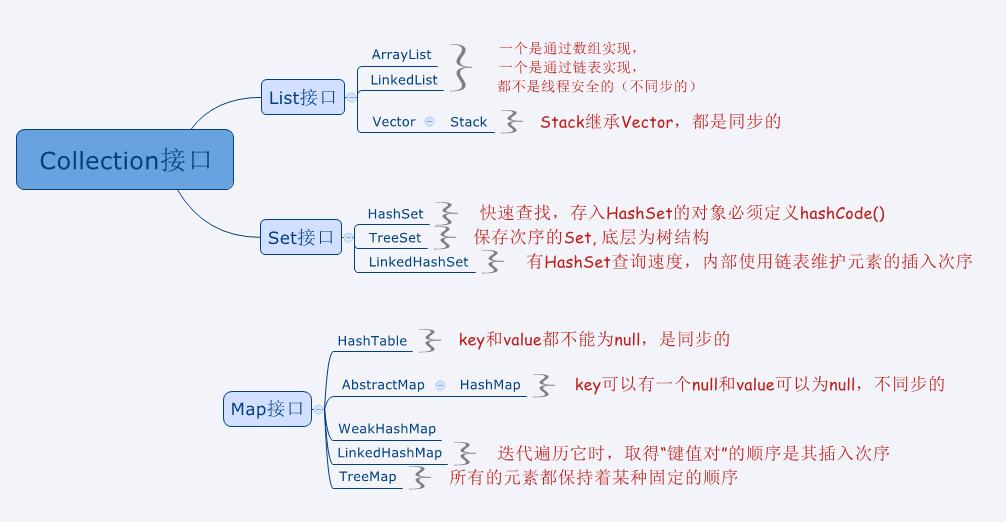 Collection接口
List接口
ArrayList
LinkedList
一个是通过数组实现，
一个是通过链表实现，
都不是线程安全的（不同步的）
Vector Stack Stack继承Vector，都是同步的
Set接口
HashSet 快速查找，存入HashSet的对象必须定义hashCode()
TreeSet 保存次序的Set, 底层为树结构
LinkedHashSet 有HashSet查询速度，内部使用链表维护元素的插入次序
Map接口
HashTable key和value都不能为null，是同步的
AbstractMap HashMap key可以有一个null和value可以为null，不同步的
WeakHashMap
LinkedHashMap 迭代遍历它时，取得“键值对”的顺序是其插入次序
TreeMap 所有的元素都保持着某种固定的顺序